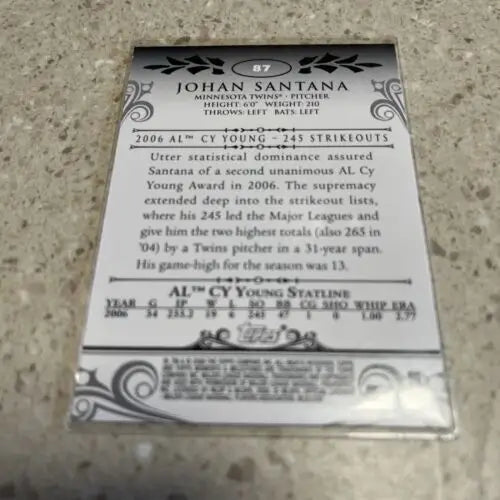 87
JOHAN SANTANA
MINNESOTA TWINS® · PITCHER
HEIGHT: 6'0" WEIGHT: 210
THROWS: LEFT BATS: LEFT
2006 AL™ CY YOUNG – 245 STRIKEOUTS
Utter statistical dominance assured
Santana of a second unanimous AL Cy
Young Award in 2006. The supremacy
extended deep into the strikeout lists,
where his 245 led the Major Leagues and
give him the two highest totals (also 265 in
'04) by a Twins pitcher in a 31-year span.
His game-high for the season was 13.
AL™ CY YOUNG STATLINE
YEAR G IP W L SO BB CG SHO WHIP ERA
2006 34 233.2 19 6 245 47 1 0 1.00 2.77
Topps